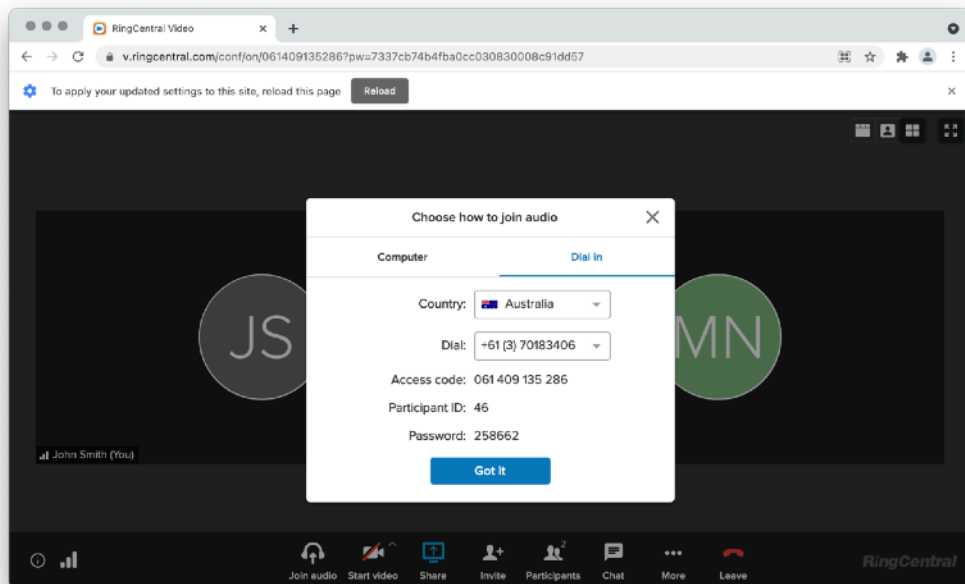 RingCentral Video
v.ringcentral.com/conf/on/061409135286?pw=7337cb74b4fba0cc030830008c91dd57
To apply your updated settings to this site, reload this page Reload
Choose how to join audio
Computer Dial in
Country: Australia
Dial: +61 (3) 70183406
Access code: 061 409 135 286
Participant ID: 46
Password: 258662
Got it
JS
MN
John Smith (You)
Join audio Start video Share Invite Participants 2 Chat More Leave
RingCentral